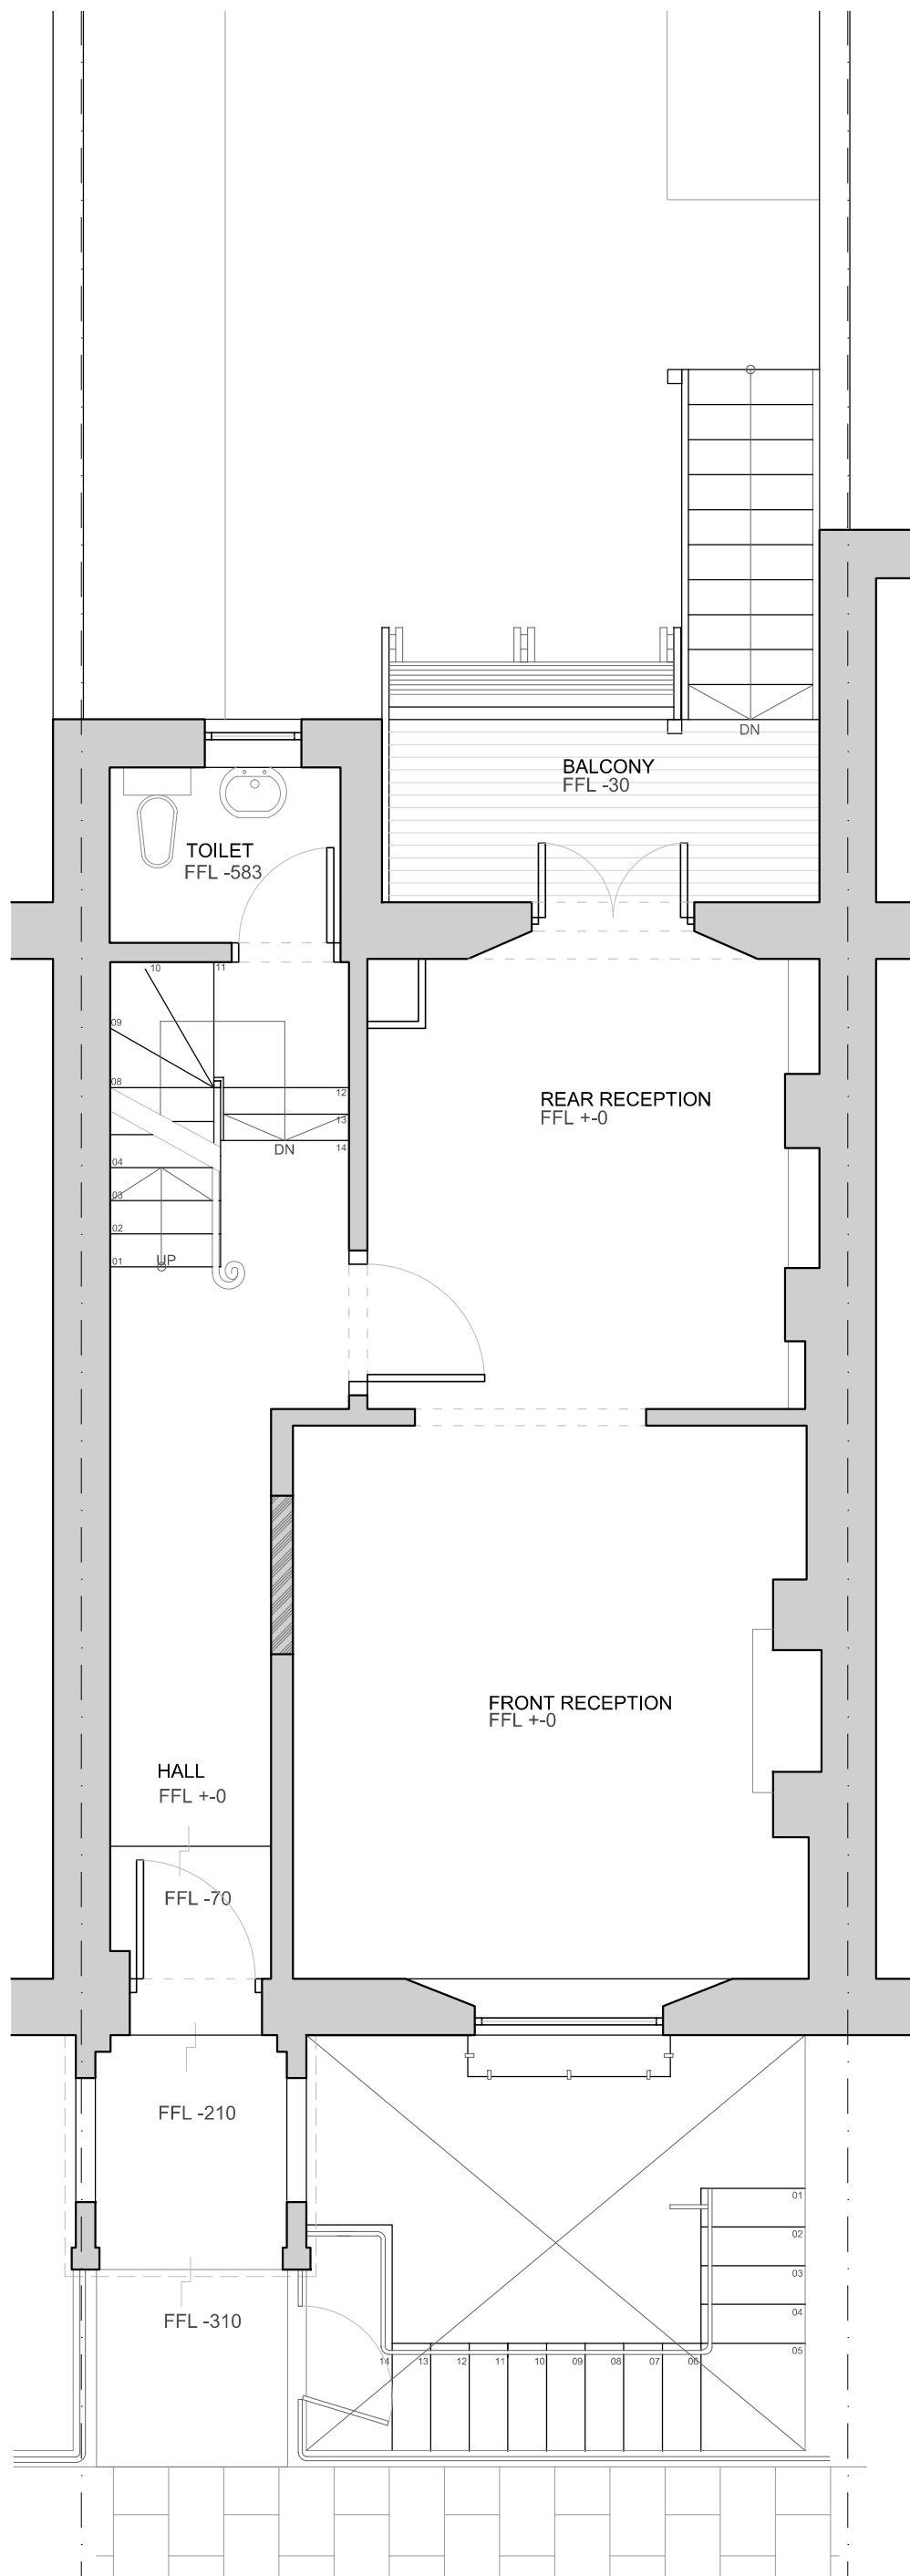 DN
BALCONY
FFL -30
TOILET
FFL -583
10
11
09
08
12
13
DN
14
04
03
02
01
UP
REAR RECEPTION
FFL +-0
FRONT RECEPTION
FFL +-0
HALL
FFL +-0
FFL -70
FFL -210
01
02
03
04
05
FFL -310
14 13 12 11 10 09 08 07 06